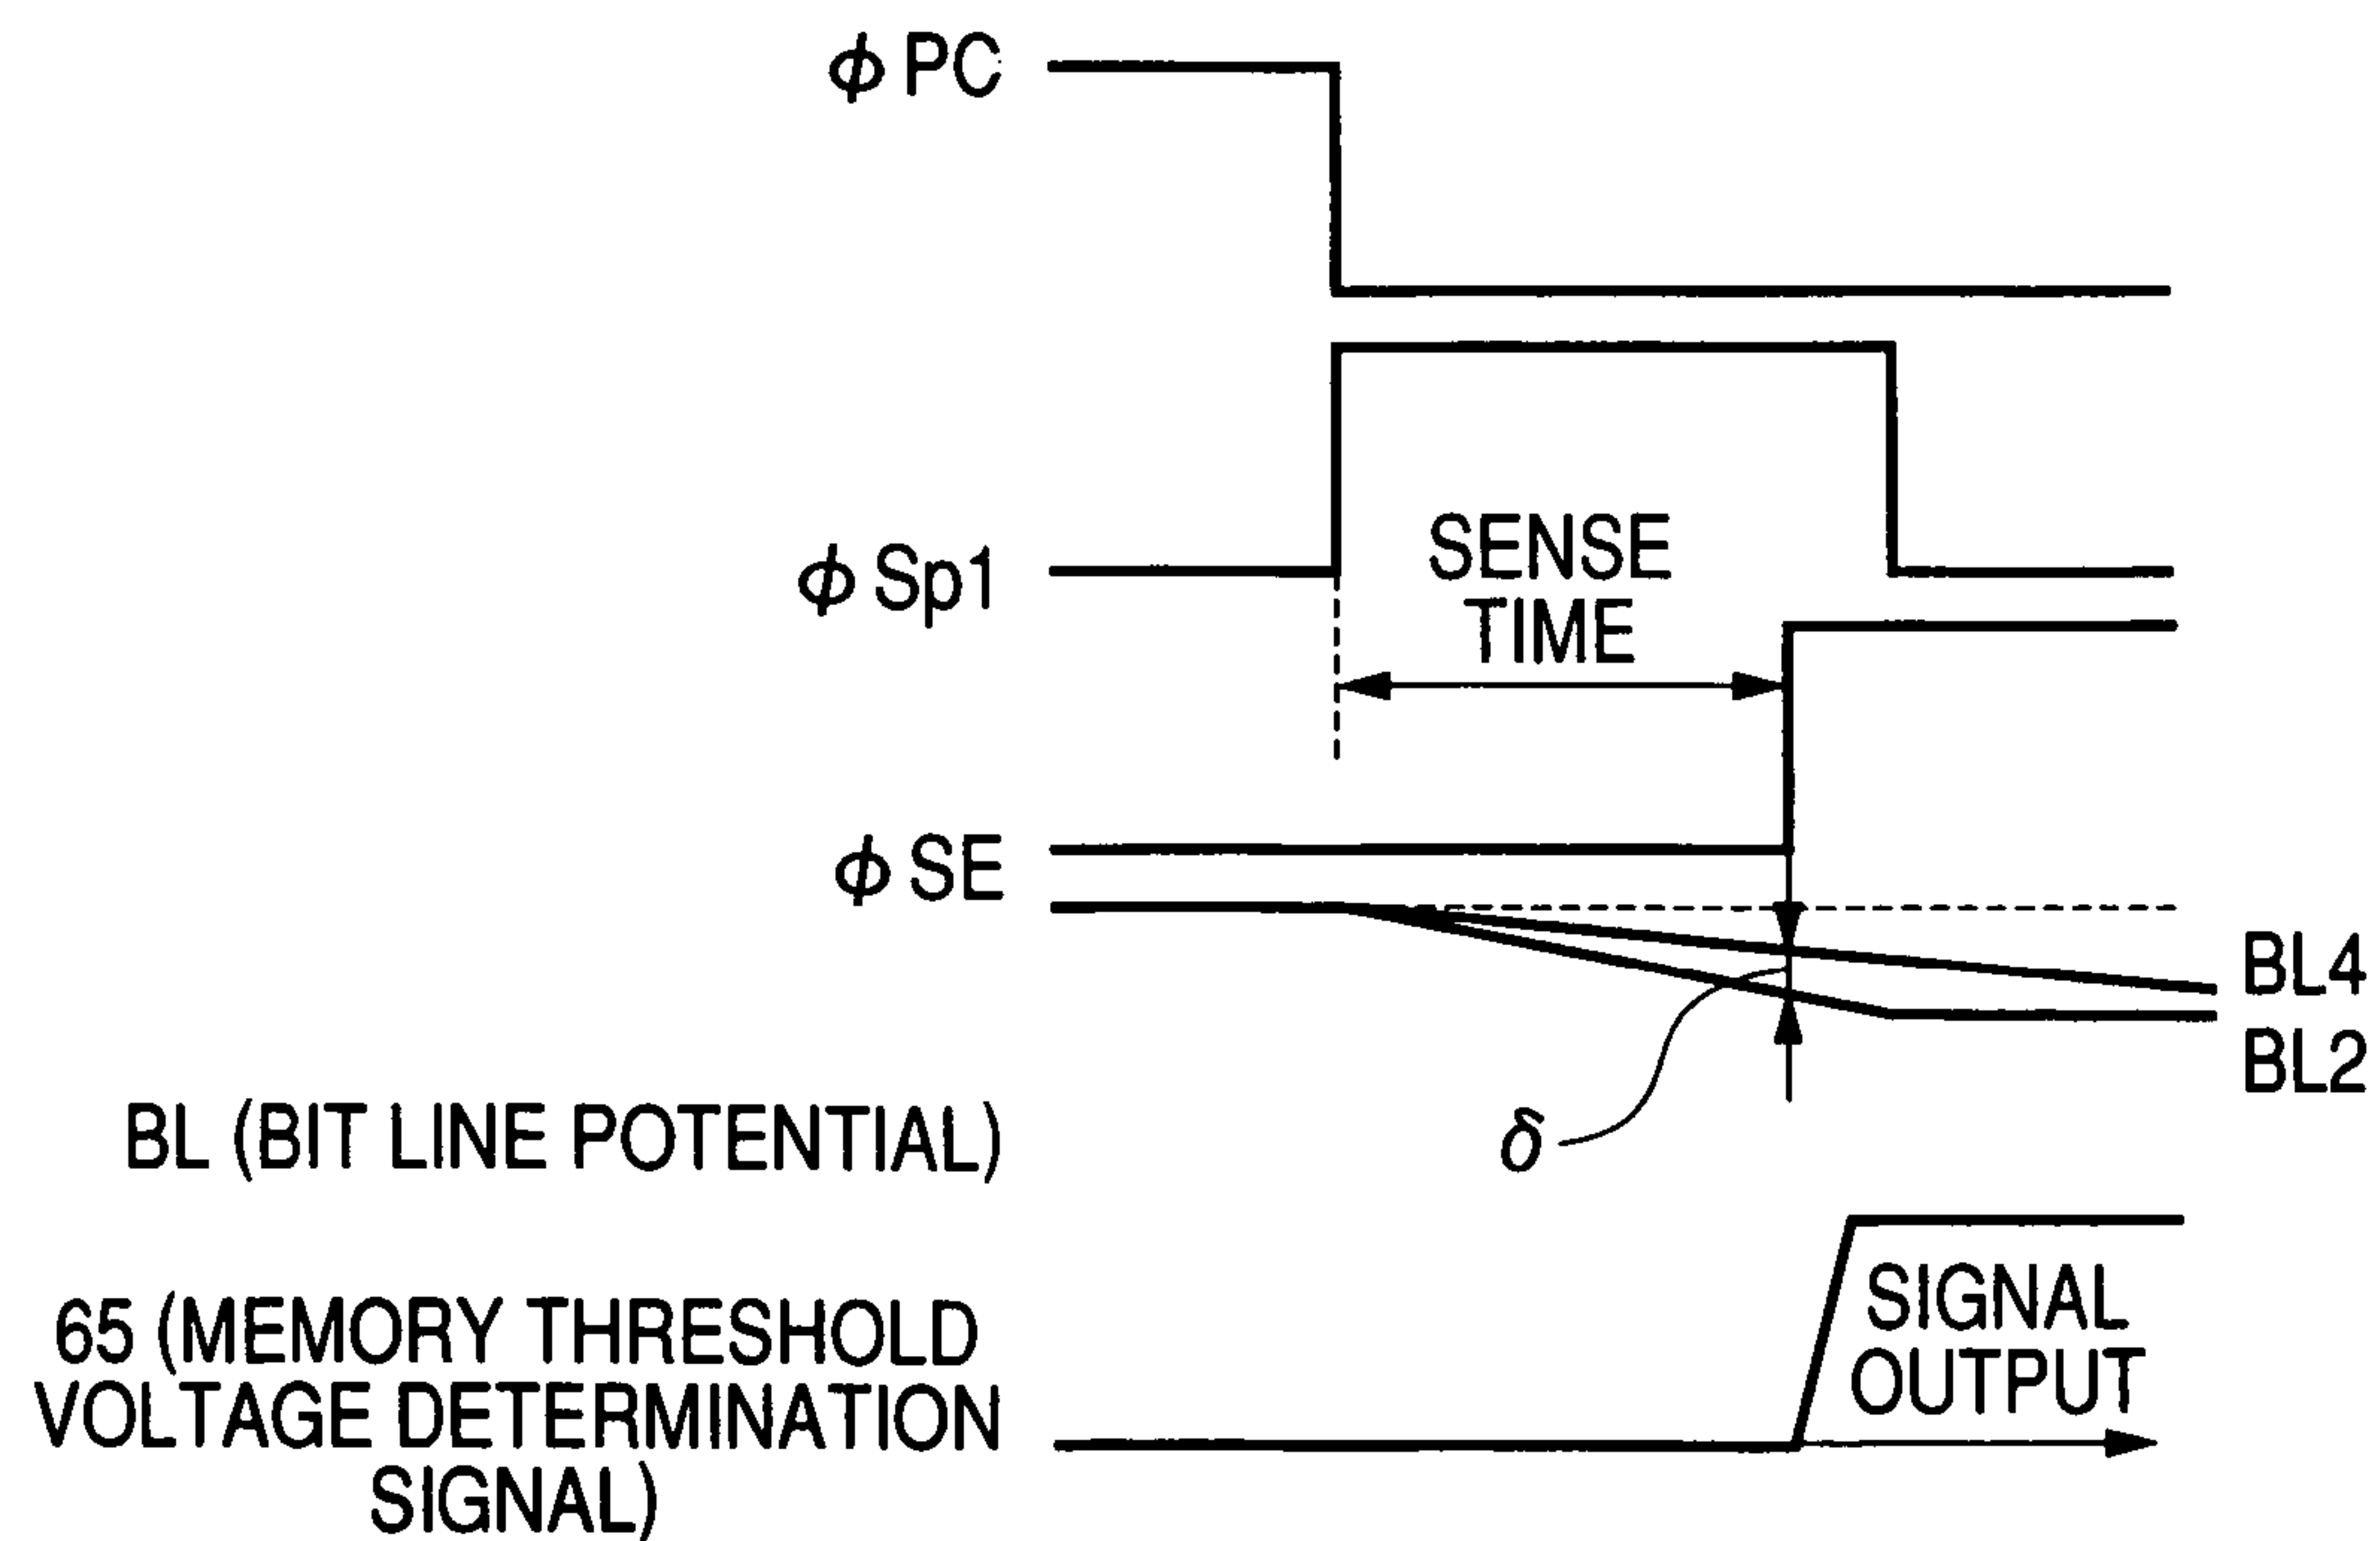 ϕ PC
ϕ Sp1
SENSE
TIME
ϕ SE
BL4
BL2
BL (BIT LINE POTENTIAL)
δ
65 (MEMORY THRESHOLD
VOLTAGE DETERMINATION
SIGNAL)
SIGNAL
OUTPUT